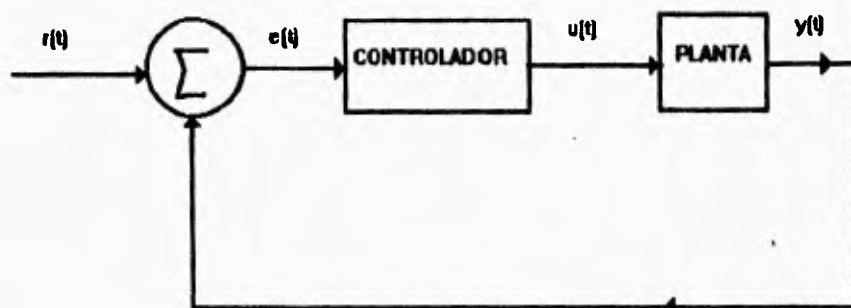 r(t)
Σ
e(t)
CONTROLADOR
u(t)
PLANTA
y(t)